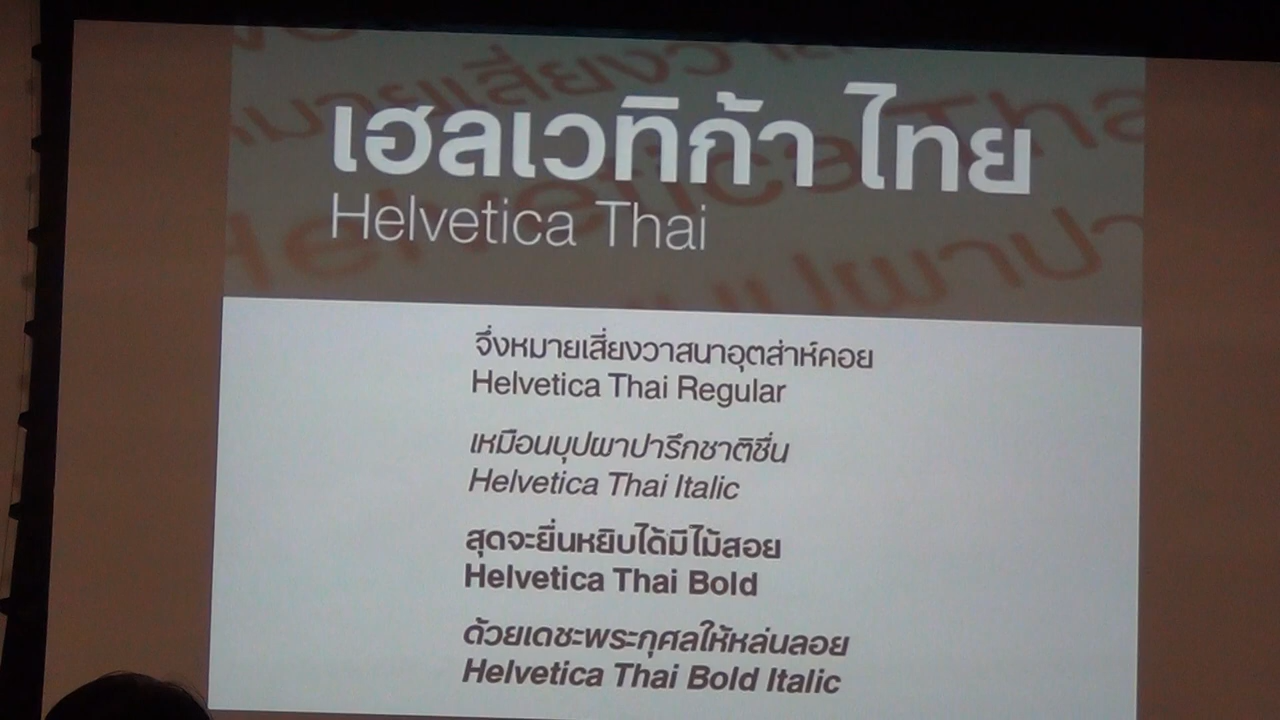 เฮลเวทิก้า ไทย
Helvetica Thai
จึ่งหมายเสี่ยงวาสนาอุตส่าห์คอย
Helvetica Thai Regular
เหมือนบุปผาปาริกชาติชื่น
Helvetica Thai Italic
สุดจะยื่นหยิบได้มีไม้สอย
Helvetica Thai Bold
ด้วยเดชะพระกุศลให้หล่นลอย
Helvetica Thai Bold Italic